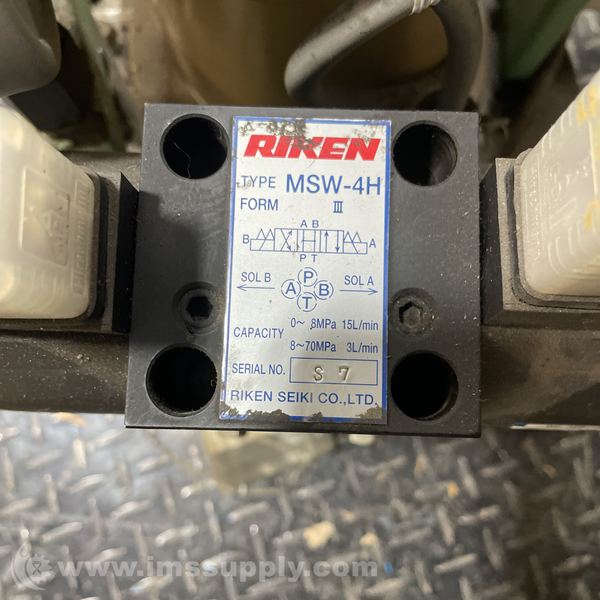 RIKEN
TYPE MSW-4H
FORM III
A B
B A
P T
SOL B SOL A
P
A B
T
CAPACITY 0~ 8MPa 15L/min
8~70MPa 3L/min
SERIAL NO. S 7
RIKEN SEIKI CO.,LTD.
www.imssupply.com